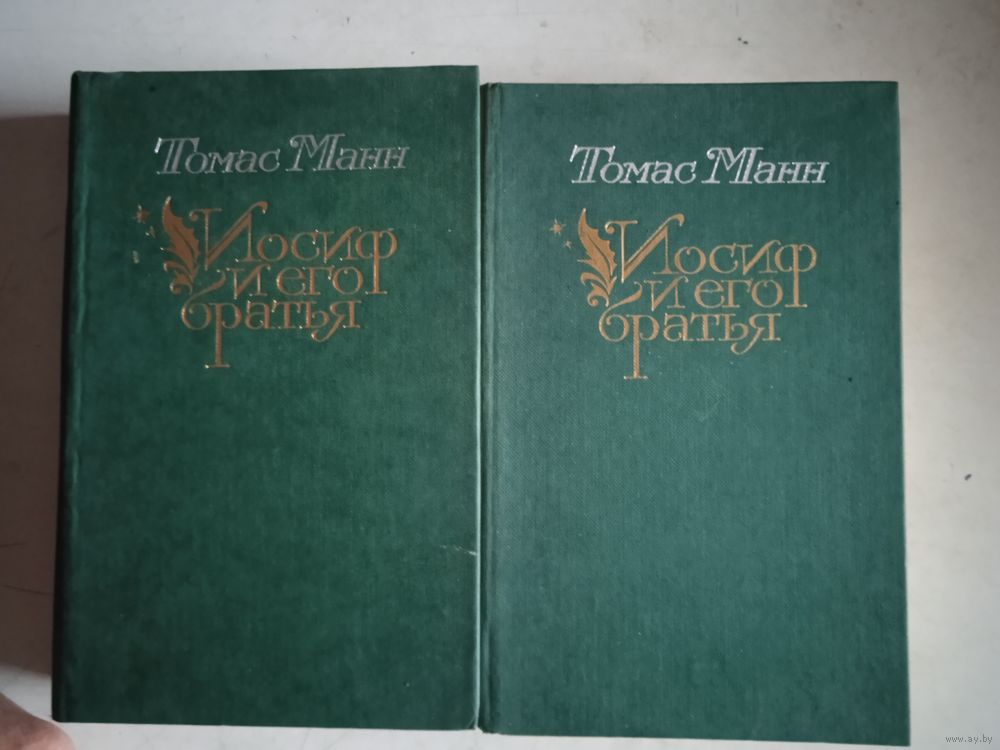 Томас Манн
Иосиф
и его
братья
Томас Манн
Иосиф
и его
братья
www.ay.by